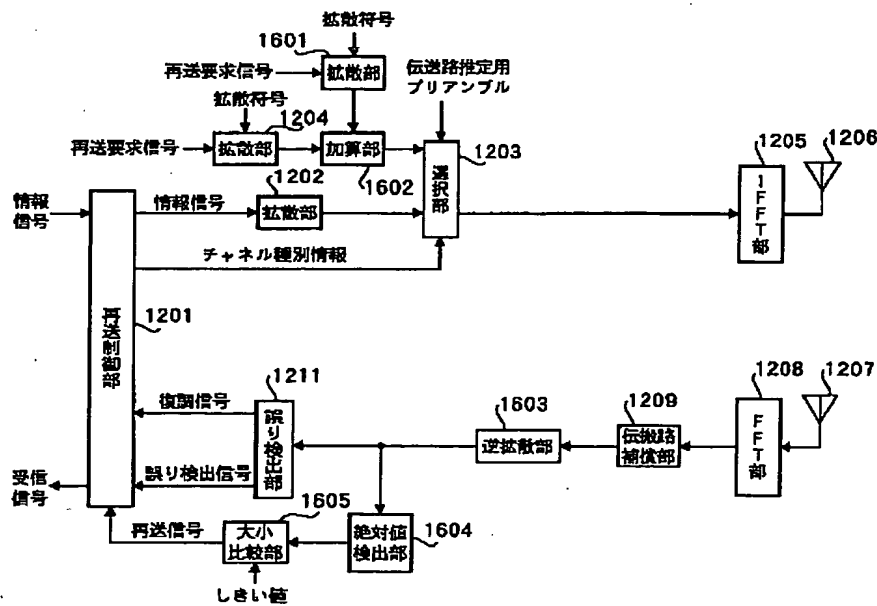 拡散符号
1601
再送要求信号
拡散部
伝送路推定用
プリアンブル
拡散符号
1204
再送要求信号
拡散部
加算部
1203
1602
選択部
1205
1206
IFFT部
情報
信号
情報信号
1202
拡散部
チャネル種別情報
再送制御部
1201
1211
復調信号
誤り検出部
誤り検出信号
1603
逆拡散部
1209
伝搬路
補償部
1208
FFT部
1207
受信
信号
再送信号
1605
大小
比較部
絶対値
検出部
1604
しきい値